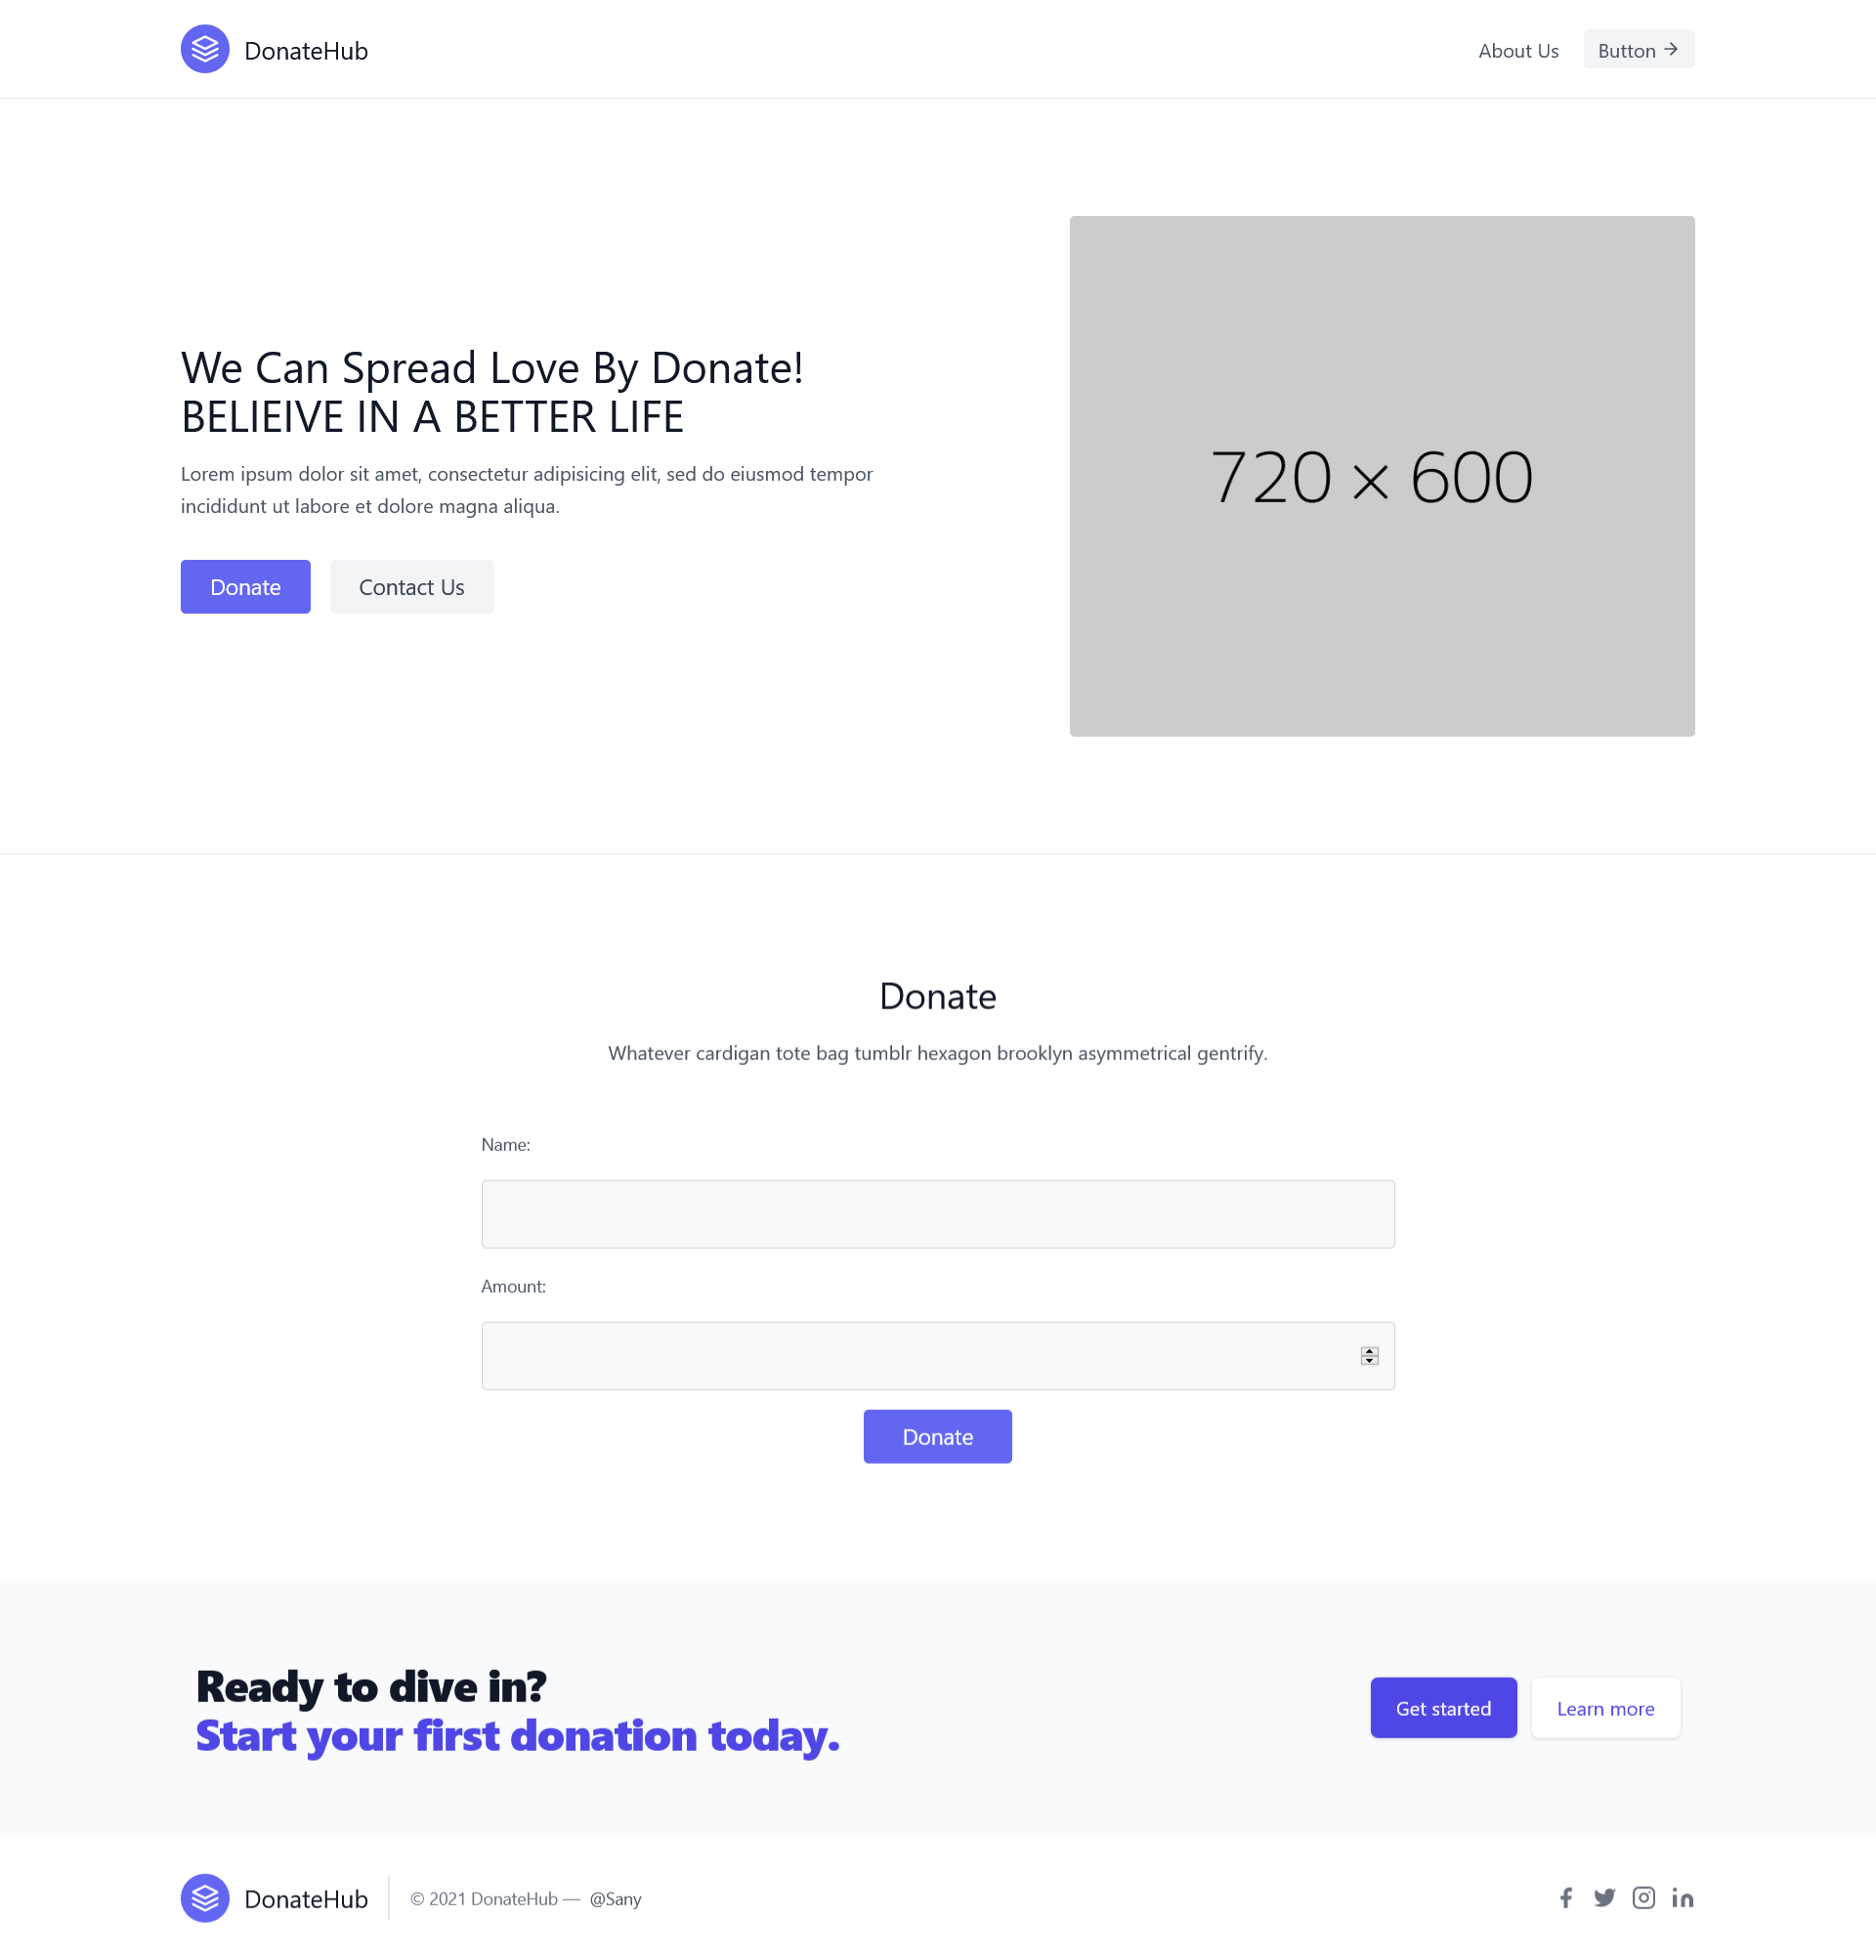 DonateHub
About Us
Button
We Can Spread Love By Donate!
BELIEIVE IN A BETTER LIFE
Lorem ipsum dolor sit amet, consectetur adipisicing elit, sed do eiusmod tempor
incididunt ut labore et dolore magna aliqua.
Donate
Contact Us
720 × 600
Donate
Whatever cardigan tote bag tumblr hexagon brooklyn asymmetrical gentrify.
Name:
Amount:
Donate
Ready to dive in?
Start your first donation today.
Get started
Learn more
DonateHub
© 2021 DonateHub — @Sany